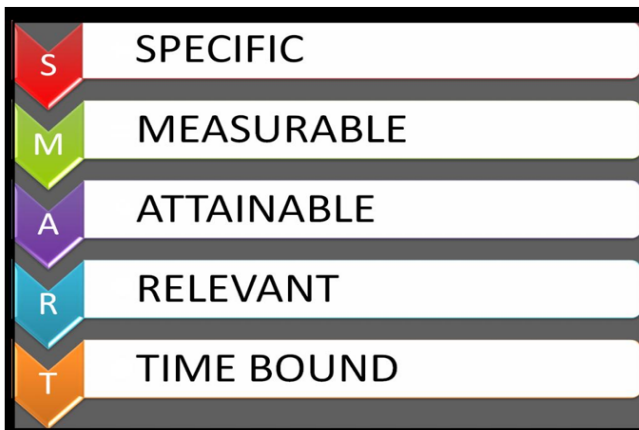 S SPECIFIC
M MEASURABLE
A ATTAINABLE
R RELEVANT
T TIME BOUND